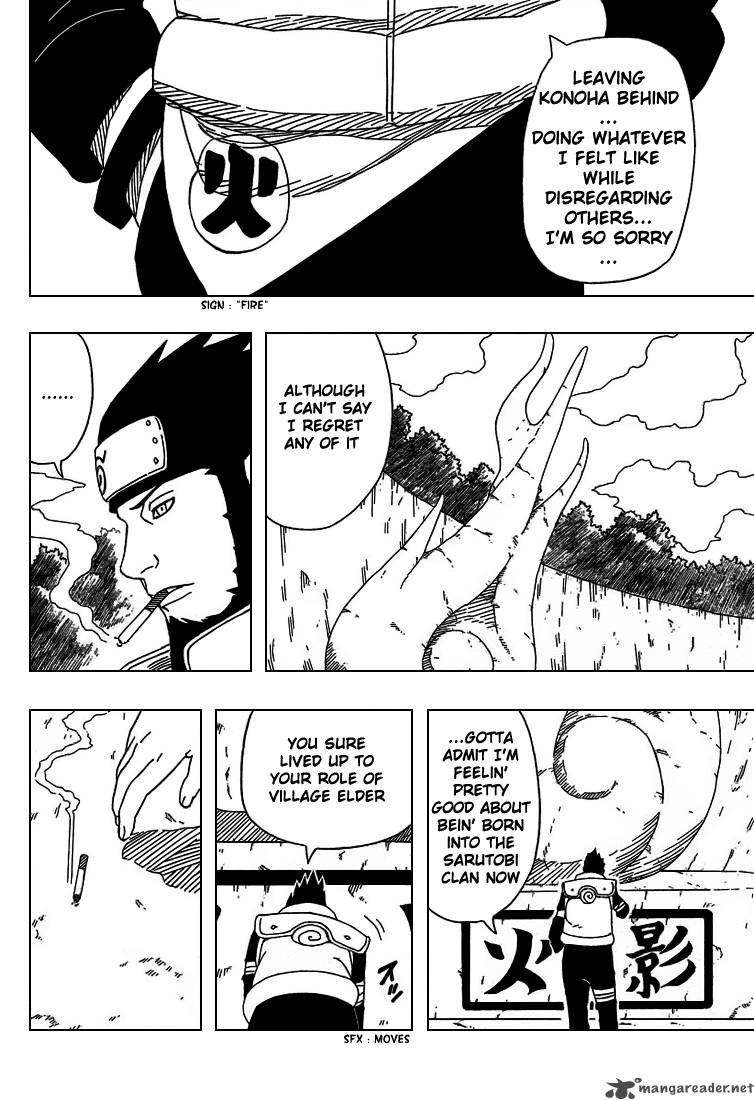 LEAVING
KONOHA BEHIND
...
DOING WHATEVER
I FELT LIKE
WHILE
DISREGARDING
OTHERS...
I'M SO SORRY
...
火
SIGN : "FIRE"
ALTHOUGH
I CAN'T SAY
I REGRET
ANY OF IT
......
...GOTTA
ADMIT I'M
FEELIN'
PRETTY
GOOD ABOUT
BEIN' BORN
INTO THE
SARUTOBI
CLAN NOW
火影
YOU SURE
LIVED UP TO
YOUR ROLE OF
VILLAGE ELDER
スッ
SFX : MOVES
mangareader.net